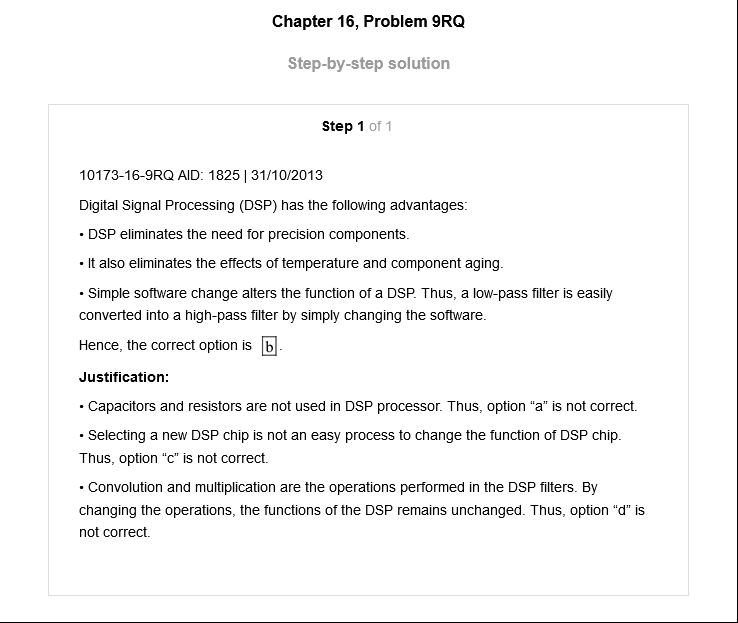 Chapter 16, Problem 9RQ
Step-by-step solution
Step 1 of 1
10173-16-9RQ AID: 1825 | 31/10/2013
Digital Signal Processing (DSP) has the following advantages:
• DSP eliminates the need for precision components.
• It also eliminates the effects of temperature and component aging.
• Simple software change alters the function of a DSP. Thus, a low-pass filter is easily
converted into a high-pass filter by simply changing the software.
Hence, the correct option is b.
Justification:
• Capacitors and resistors are not used in DSP processor. Thus, option “a” is not correct.
• Selecting a new DSP chip is not an easy process to change the function of DSP chip.
Thus, option “c” is not correct.
• Convolution and multiplication are the operations performed in the DSP filters. By
changing the operations, the functions of the DSP remains unchanged. Thus, option “d” is
not correct.